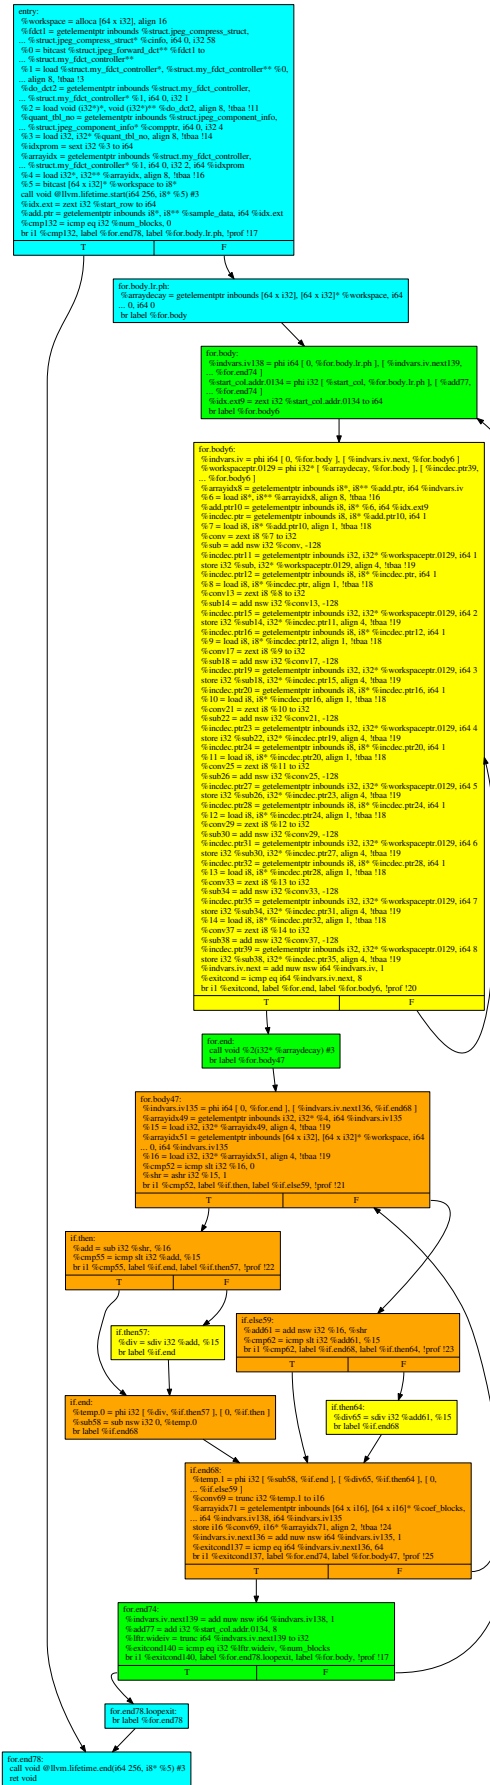 entry:
%workspace = alloca [64 x i32], align 16
%fdct1 = getelementptr inbounds %struct.jpeg_compress_struct,
... %struct.jpeg_compress_struct* %cinfo, i64 0, i32 58
%0 = bitcast %struct.jpeg_forward_dct** %fdct1 to
... %struct.my_fdct_controller**
%1 = load %struct.my_fdct_controller*, %struct.my_fdct_controller** %0,
... align 8, !tbaa !3
%do_dct2 = getelementptr inbounds %struct.my_fdct_controller,
... %struct.my_fdct_controller* %1, i64 0, i32 1
%2 = load void (i32*)*, void (i32*)** %do_dct2, align 8, !tbaa !11
%quant_tbl_no = getelementptr inbounds %struct.jpeg_component_info,
... %struct.jpeg_component_info* %compptr, i64 0, i32 4
%3 = load i32, i32* %quant_tbl_no, align 8, !tbaa !14
%idxprom = sext i32 %3 to i64
%arrayidx = getelementptr inbounds %struct.my_fdct_controller,
... %struct.my_fdct_controller* %1, i64 0, i32 2, i64 %idxprom
%4 = load i32*, i32** %arrayidx, align 8, !tbaa !16
%5 = bitcast [64 x i32]* %workspace to i8*
call void @llvm.lifetime.start(i64 256, i8* %5) #3
%idx.ext = zext i32 %start_row to i64
%add.ptr = getelementptr inbounds i8*, i8** %sample_data, i64 %idx.ext
%cmp132 = icmp eq i32 %num_blocks, 0
br i1 %cmp132, label %for.end78, label %for.body.lr.ph, !prof !17
T F
for.body.lr.ph:
%arraydecay = getelementptr inbounds [64 x i32], [64 x i32]* %workspace, i64
... 0, i64 0
br label %for.body
for.body:
%indvars.iv138 = phi i64 [ 0, %for.body.lr.ph ], [ %indvars.iv.next139,
... %for.end74 ]
%start_col.addr.0134 = phi i32 [ %start_col, %for.body.lr.ph ], [ %add77,
... %for.end74 ]
%idx.ext9 = zext i32 %start_col.addr.0134 to i64
br label %for.body6
for.body6:
%indvars.iv = phi i64 [ 0, %for.body ], [ %indvars.iv.next, %for.body6 ]
%workspaceptr.0129 = phi i32* [ %arraydecay, %for.body ], [ %incdec.ptr39,
... %for.body6 ]
%arrayidx8 = getelementptr inbounds i8*, i8** %add.ptr, i64 %indvars.iv
%6 = load i8*, i8** %arrayidx8, align 8, !tbaa !16
%add.ptr10 = getelementptr inbounds i8, i8* %6, i64 %idx.ext9
%incdec.ptr = getelementptr inbounds i8, i8* %add.ptr10, i64 1
%7 = load i8, i8* %add.ptr10, align 1, !tbaa !18
%conv = zext i8 %7 to i32
%sub = add nsw i32 %conv, -128
%incdec.ptr11 = getelementptr inbounds i32, i32* %workspaceptr.0129, i64 1
store i32 %sub, i32* %workspaceptr.0129, align 4, !tbaa !19
%incdec.ptr12 = getelementptr inbounds i8, i8* %incdec.ptr, i64 1
%8 = load i8, i8* %incdec.ptr, align 1, !tbaa !18
%conv13 = zext i8 %8 to i32
%sub14 = add nsw i32 %conv13, -128
%incdec.ptr15 = getelementptr inbounds i32, i32* %workspaceptr.0129, i64 2
store i32 %sub14, i32* %incdec.ptr11, align 4, !tbaa !19
%incdec.ptr16 = getelementptr inbounds i8, i8* %incdec.ptr12, i64 1
%9 = load i8, i8* %incdec.ptr12, align 1, !tbaa !18
%conv17 = zext i8 %9 to i32
%sub18 = add nsw i32 %conv17, -128
%incdec.ptr19 = getelementptr inbounds i32, i32* %workspaceptr.0129, i64 3
store i32 %sub18, i32* %incdec.ptr15, align 4, !tbaa !19
%incdec.ptr20 = getelementptr inbounds i8, i8* %incdec.ptr16, i64 1
%10 = load i8, i8* %incdec.ptr16, align 1, !tbaa !18
%conv21 = zext i8 %10 to i32
%sub22 = add nsw i32 %conv21, -128
%incdec.ptr23 = getelementptr inbounds i32, i32* %workspaceptr.0129, i64 4
store i32 %sub22, i32* %incdec.ptr19, align 4, !tbaa !19
%incdec.ptr24 = getelementptr inbounds i8, i8* %incdec.ptr20, i64 1
%11 = load i8, i8* %incdec.ptr20, align 1, !tbaa !18
%conv25 = zext i8 %11 to i32
%sub26 = add nsw i32 %conv25, -128
%incdec.ptr27 = getelementptr inbounds i32, i32* %workspaceptr.0129, i64 5
store i32 %sub26, i32* %incdec.ptr23, align 4, !tbaa !19
%incdec.ptr28 = getelementptr inbounds i8, i8* %incdec.ptr24, i64 1
%12 = load i8, i8* %incdec.ptr24, align 1, !tbaa !18
%conv29 = zext i8 %12 to i32
%sub30 = add nsw i32 %conv29, -128
%incdec.ptr31 = getelementptr inbounds i32, i32* %workspaceptr.0129, i64 6
store i32 %sub30, i32* %incdec.ptr27, align 4, !tbaa !19
%incdec.ptr32 = getelementptr inbounds i8, i8* %incdec.ptr28, i64 1
%13 = load i8, i8* %incdec.ptr28, align 1, !tbaa !18
%conv33 = zext i8 %13 to i32
%sub34 = add nsw i32 %conv33, -128
%incdec.ptr35 = getelementptr inbounds i32, i32* %workspaceptr.0129, i64 7
store i32 %sub34, i32* %incdec.ptr31, align 4, !tbaa !19
%14 = load i8, i8* %incdec.ptr32, align 1, !tbaa !18
%conv37 = zext i8 %14 to i32
%sub38 = add nsw i32 %conv37, -128
%incdec.ptr39 = getelementptr inbounds i32, i32* %workspaceptr.0129, i64 8
store i32 %sub38, i32* %incdec.ptr35, align 4, !tbaa !19
%indvars.iv.next = add nuw nsw i64 %indvars.iv, 1
%exitcond = icmp eq i64 %indvars.iv.next, 8
br i1 %exitcond, label %for.end, label %for.body6, !prof !20
T F
for.end:
call void %2(i32* %arraydecay) #3
br label %for.body47
for.body47:
%indvars.iv135 = phi i64 [ 0, %for.end ], [ %indvars.iv.next136, %if.end68 ]
%arrayidx49 = getelementptr inbounds i32, i32* %4, i64 %indvars.iv135
%15 = load i32, i32* %arrayidx49, align 4, !tbaa !19
%arrayidx51 = getelementptr inbounds [64 x i32], [64 x i32]* %workspace, i64
... 0, i64 %indvars.iv135
%16 = load i32, i32* %arrayidx51, align 4, !tbaa !19
%cmp52 = icmp slt i32 %16, 0
%shr = ashr i32 %15, 1
br i1 %cmp52, label %if.then, label %if.else59, !prof !21
T F
if.then:
%add = sub i32 %shr, %16
%cmp55 = icmp slt i32 %add, %15
br i1 %cmp55, label %if.end, label %if.then57, !prof !22
T F
if.then57:
%div = sdiv i32 %add, %15
br label %if.end
if.else59:
%add61 = add nsw i32 %16, %shr
%cmp62 = icmp slt i32 %add61, %15
br i1 %cmp62, label %if.end68, label %if.then64, !prof !23
T F
if.end:
%temp.0 = phi i32 [ %div, %if.then57 ], [ 0, %if.then ]
%sub58 = sub nsw i32 0, %temp.0
br label %if.end68
if.then64:
%div65 = sdiv i32 %add61, %15
br label %if.end68
if.end68:
%temp.1 = phi i32 [ %sub58, %if.end ], [ %div65, %if.then64 ], [ 0,
... %if.else59 ]
%conv69 = trunc i32 %temp.1 to i16
%arrayidx71 = getelementptr inbounds [64 x i16], [64 x i16]* %coef_blocks,
... i64 %indvars.iv138, i64 %indvars.iv135
store i16 %conv69, i16* %arrayidx71, align 2, !tbaa !24
%indvars.iv.next136 = add nuw nsw i64 %indvars.iv135, 1
%exitcond137 = icmp eq i64 %indvars.iv.next136, 64
br i1 %exitcond137, label %for.end74, label %for.body47, !prof !25
T F
for.end74:
%indvars.iv.next139 = add nuw nsw i64 %indvars.iv138, 1
%add77 = add i32 %start_col.addr.0134, 8
%lftr.wideiv = trunc i64 %indvars.iv.next139 to i32
%exitcond140 = icmp eq i32 %lftr.wideiv, %num_blocks
br i1 %exitcond140, label %for.end78.loopexit, label %for.body, !prof !17
T F
for.end78.loopexit:
br label %for.end78
for.end78:
call void @llvm.lifetime.end(i64 256, i8* %5) #3
ret void